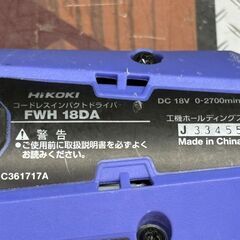 HiKOKI
コードレスインパクトドライバ
FWH 18DA
DC 18V 0-2700min
⚠警告
ご使用前に取扱説明書を必ず
よくお読みください。
工機ホールディングス
J 33455
Made in China
C361717A